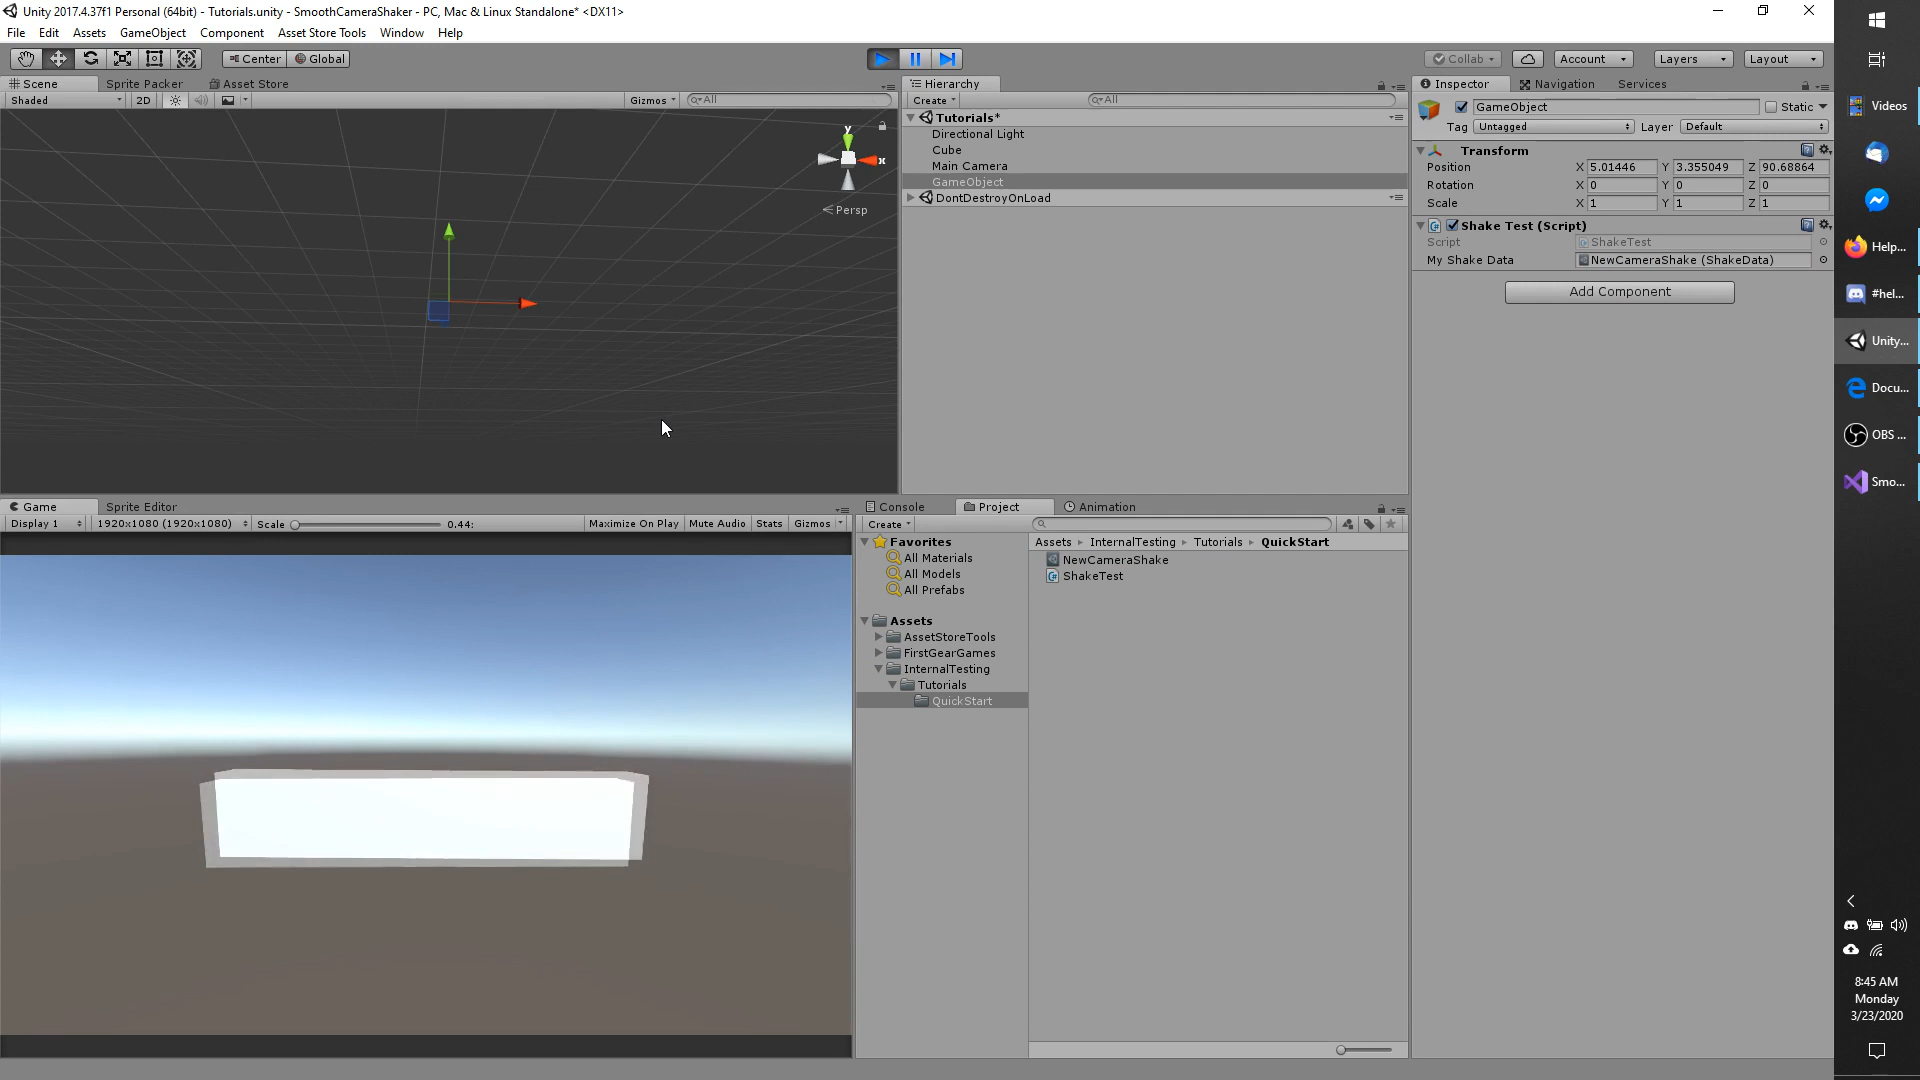 Unity 2017.4.37f1 Personal (64bit) - Tutorials.unity - SmoothCameraShaker - PC, Mac & Linux Standalone* <DX11>
File Edit Assets GameObject Component Asset Store Tools Window Help
Center Global
Collab Account Layers Layout
Scene Sprite Packer Asset Store
Shaded 2D Gizmos All
y
x
Persp
Hierarchy
Create All
Tutorials*
Directional Light
Cube
Main Camera
GameObject
DontDestroyOnLoad
Inspector Navigation Services
GameObject Static
Tag Untagged Layer Default
Transform
Position X 5.01446 Y 3.355049 Z 90.68864
Rotation X 0 Y 0 Z 0
Scale X 1 Y 1 Z 1
Shake Test (Script)
Script ShakeTest
My Shake Data NewCameraShake (ShakeData)
Add Component
Game Sprite Editor
Display 1 1920x1080 (1920x1080) Scale 0.44: Maximize On Play Mute Audio Stats Gizmos
Console Project Animation
Create
Favorites
All Materials
All Models
All Prefabs
Assets
AssetStoreTools
FirstGearGames
InternalTesting
Tutorials
QuickStart
Assets InternalTesting Tutorials QuickStart
NewCameraShake
ShakeTest
Videos
Help...
#hel...
Unity...
Docu...
OBS ...
Smo...
8:45 AM
Monday
3/23/2020